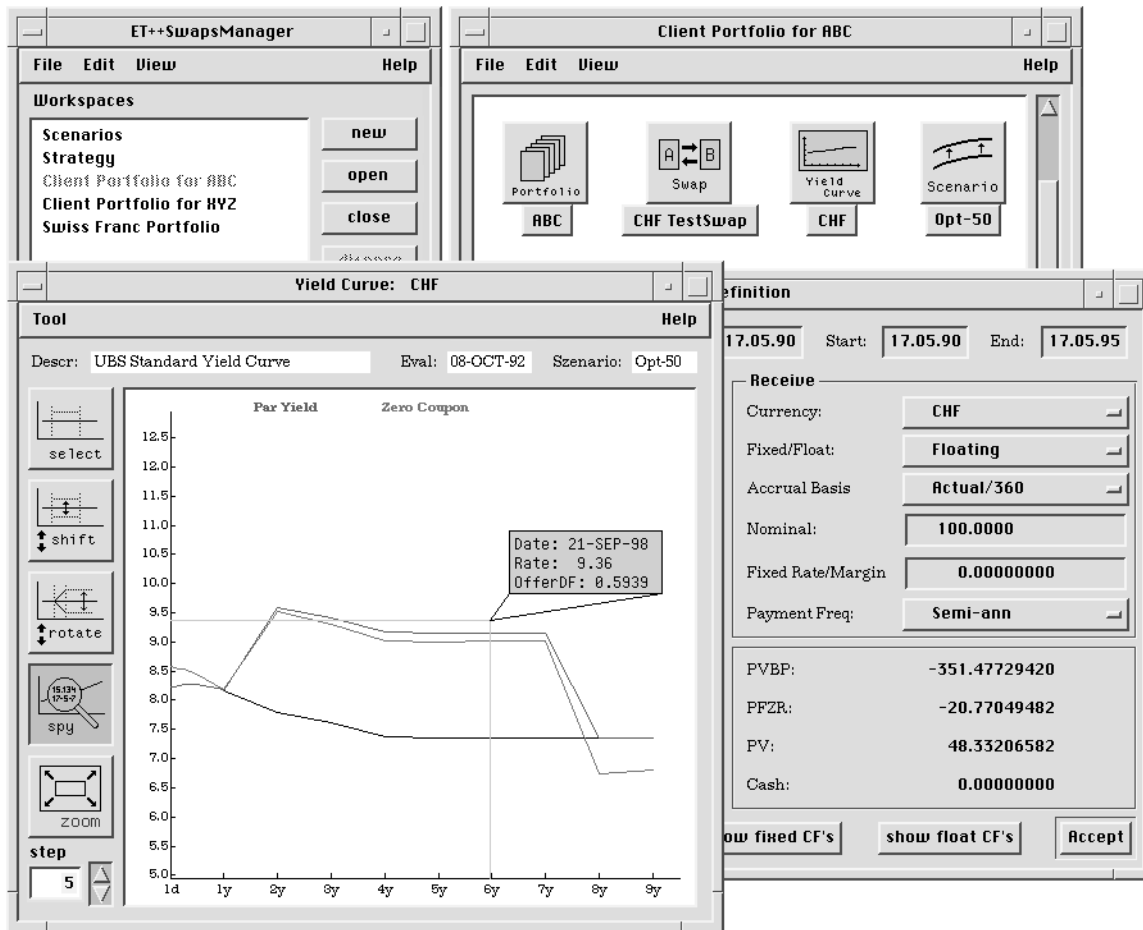 ET++SwapsManager
File Edit View Help
Workspaces
Scenarios
Strategy
Client Portfolio for ABC
Client Portfolio for XYZ
Swiss Franc Portfolio
new
open
close
Client Portfolio for ABC
File Edit View Help
Portfolio
ABC
A B
Swap
CHF TestSwap
Yield
Curve
CHF
Scenario
Opt-50
Yield Curve: CHF
Tool Help
Descr: UBS Standard Yield Curve Eval: 08-OCT-92 Szenario: Opt-50
select
shift
rotate
15.134
17-5-7
spy
zoom
step
5
Par Yield Zero Coupon
12.5
12.0
11.5
11.0
10.5
10.0
9.5
9.0
8.5
8.0
7.5
7.0
6.5
6.0
5.5
5.0
1d 1y 2y 3y 4y 5y 6y 7y 8y 9y
Date: 21-SEP-98
Rate: 9.36
OfferDF: 0.5939
efinition
17.05.90 Start: 17.05.90 End: 17.05.95
Receive
Currency: CHF
Fixed/Float: Floating
Accrual Basis Actual/360
Nominal: 100.0000
Fixed Rate/Margin 0.00000000
Payment Freq: Semi-ann
PVBP: -351.47729420
PFZR: -20.77049482
PV: 48.33206582
Cash: 0.00000000
ow fixed CF's show float CF's Accept